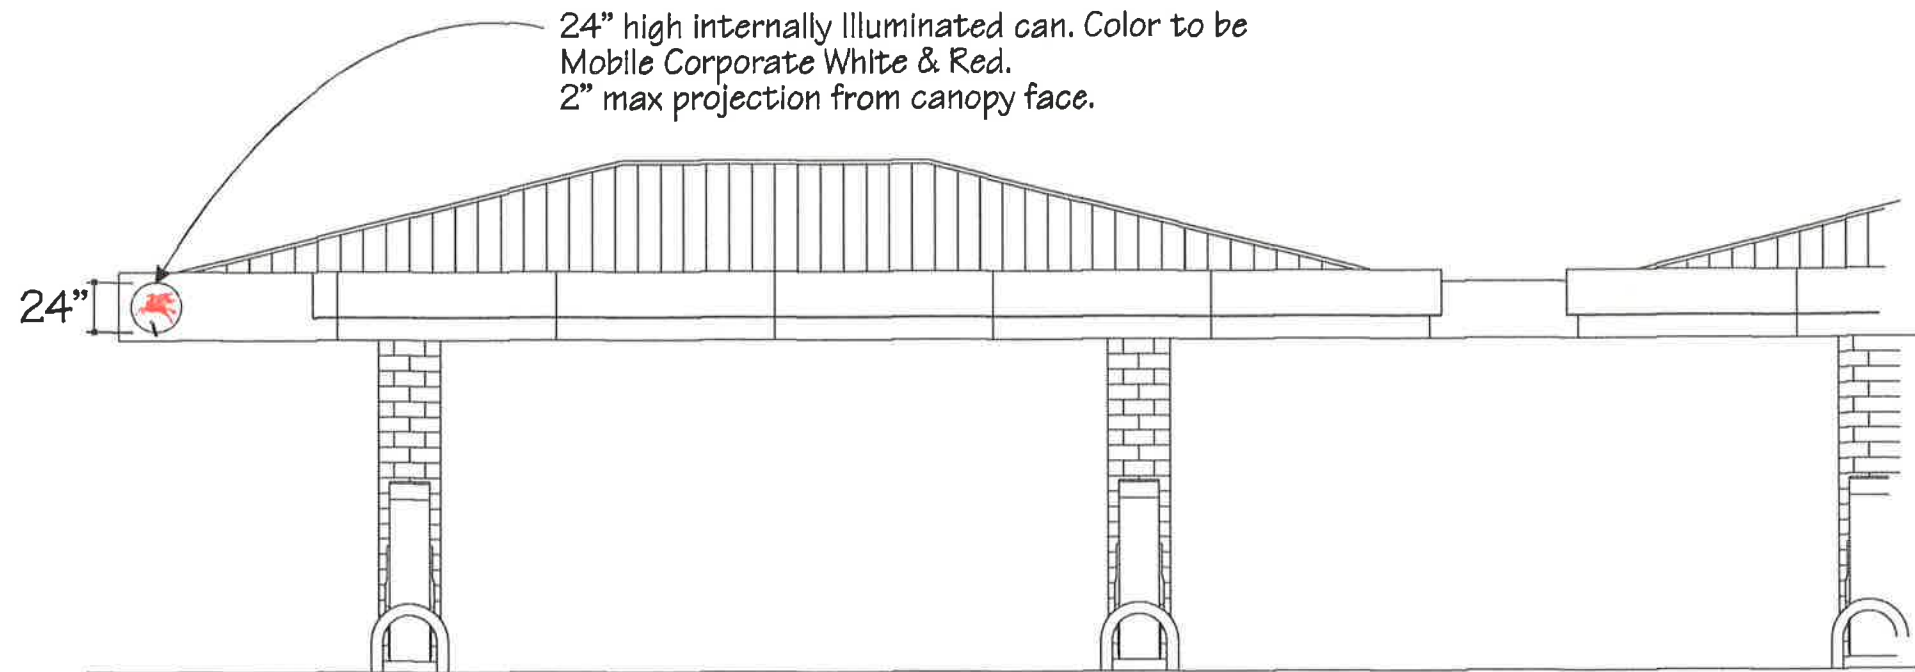 24” high internally Illuminated can. Color to be
Mobile Corporate White & Red.
2” max projection from canopy face.
24”